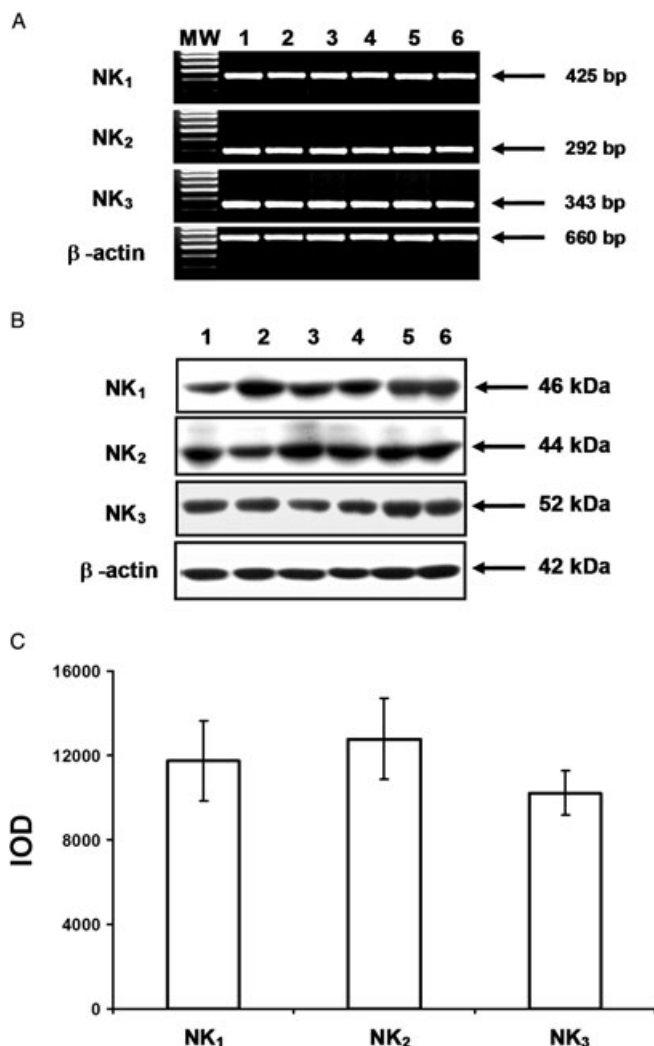 A
MW 1 2 3 4 5 6
NK₁ 425 bp
NK₂ 292 bp
NK₃ 343 bp
β-actin 660 bp
B
1 2 3 4 5 6
NK₁ 46 kDa
NK₂ 44 kDa
NK₃ 52 kDa
β-actin 42 kDa
C
16000
12000
8000
4000
0
IOD
NK₁ NK₂ NK₃